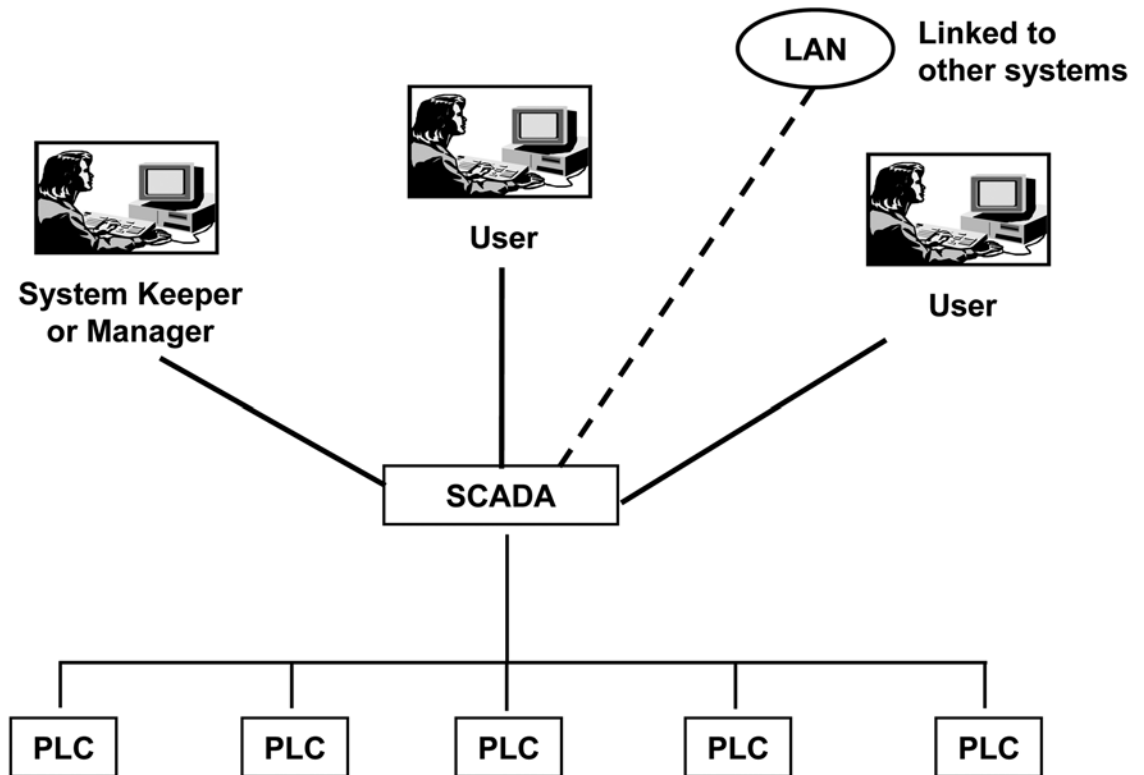 LAN
Linked to
other systems
User
System Keeper
or Manager
User
SCADA
PLC
PLC
PLC
PLC
PLC